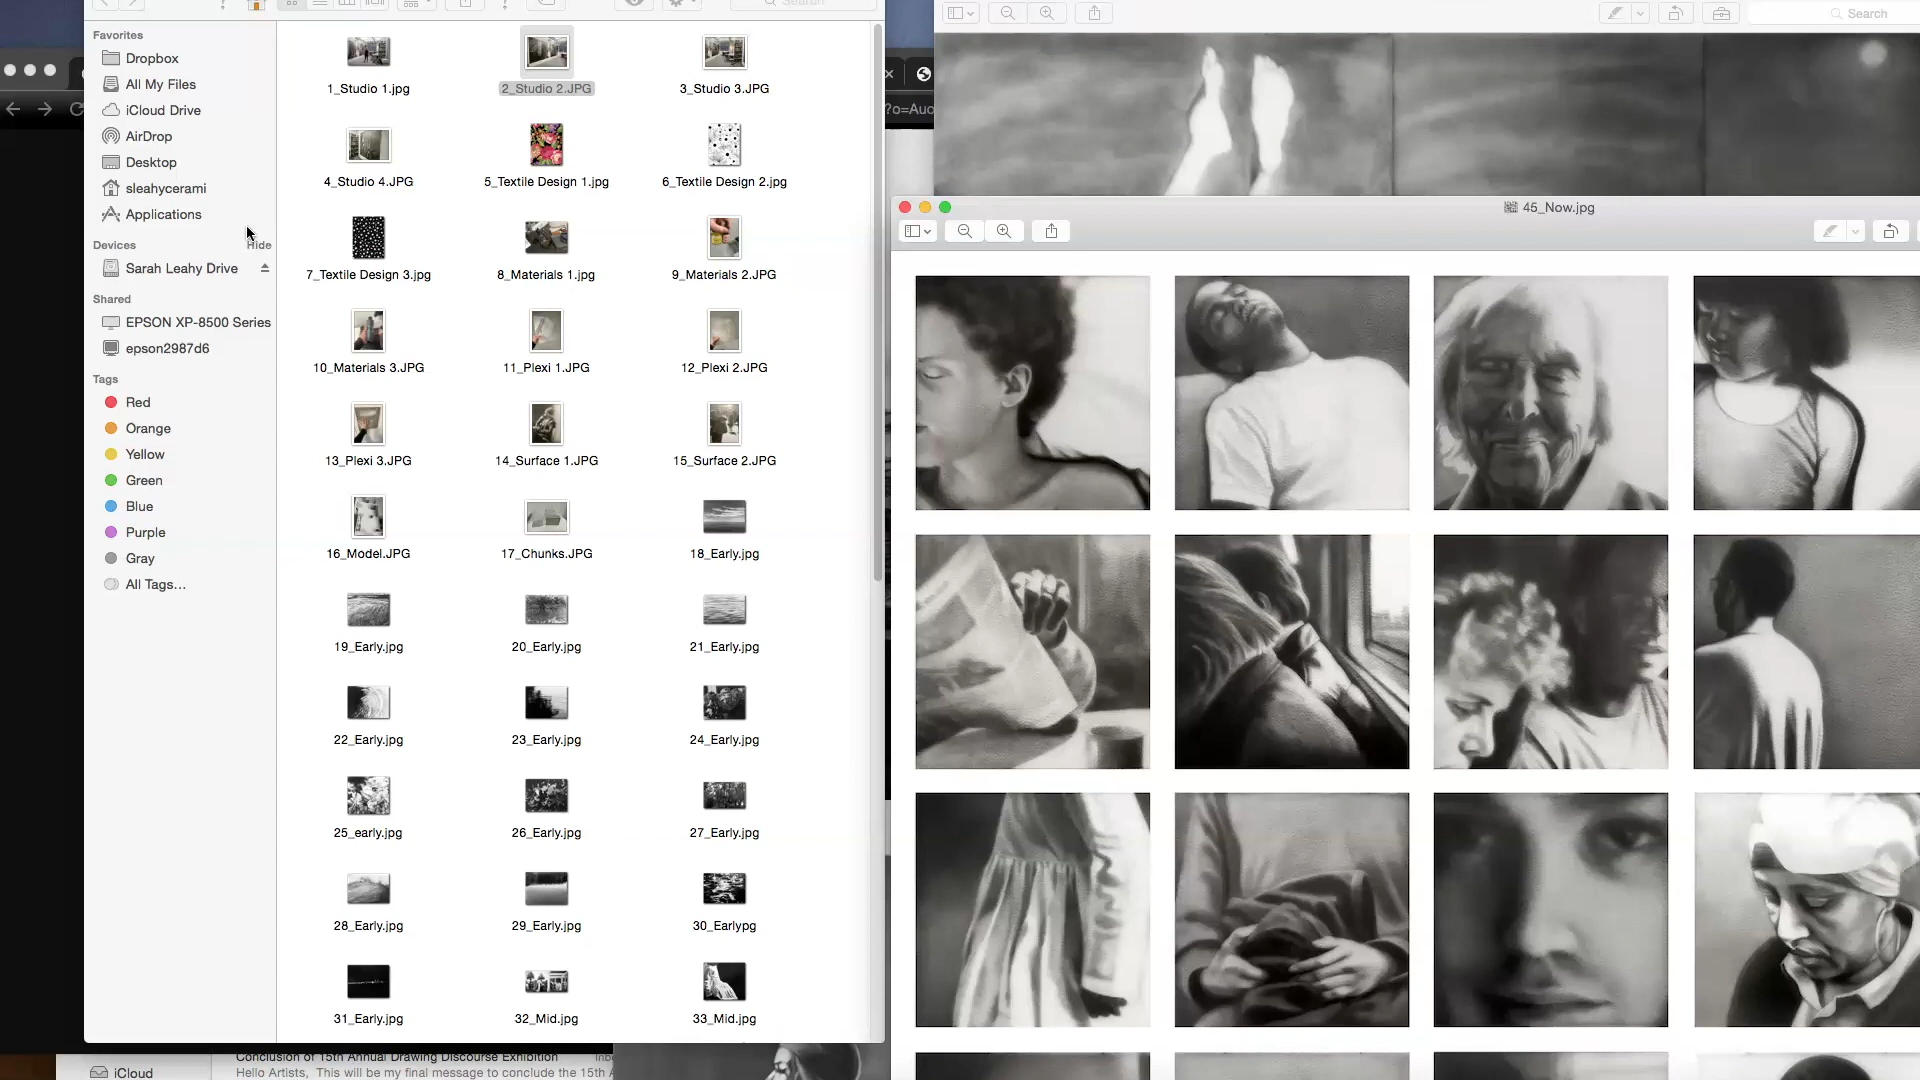 Search
Favorites
Dropbox
All My Files
iCloud Drive
AirDrop
Desktop
sleahycerami
Applications
Devices
Hide
Sarah Leahy Drive
Shared
EPSON XP-8500 Series
epson2987d6
Tags
Red
Orange
Yellow
Green
Blue
Purple
Gray
All Tags...
1_Studio 1.jpg
2_Studio 2.JPG
3_Studio 3.JPG
4_Studio 4.JPG
5_Textile Design 1.jpg
6_Textile Design 2.jpg
7_Textile Design 3.jpg
8_Materials 1.jpg
9_Materials 2.JPG
10_Materials 3.JPG
11_Plexi 1.JPG
12_Plexi 2.JPG
13_Plexi 3.JPG
14_Surface 1.JPG
15_Surface 2.JPG
16_Model.JPG
17_Chunks.JPG
18_Early.jpg
19_Early.jpg
20_Early.jpg
21_Early.jpg
22_Early.jpg
23_Early.jpg
24_Early.jpg
25_early.jpg
26_Early.jpg
27_Early.jpg
28_Early.jpg
29_Early.jpg
30_Earlypg
31_Early.jpg
32_Mid.jpg
33_Mid.jpg
?o=Auc
Search
45_Now.jpg
iCloud
Conclusion of 15th Annual Drawing Discourse Exhibition
Inbo
Hello Artists, This will be my final message to conclude the 15th A